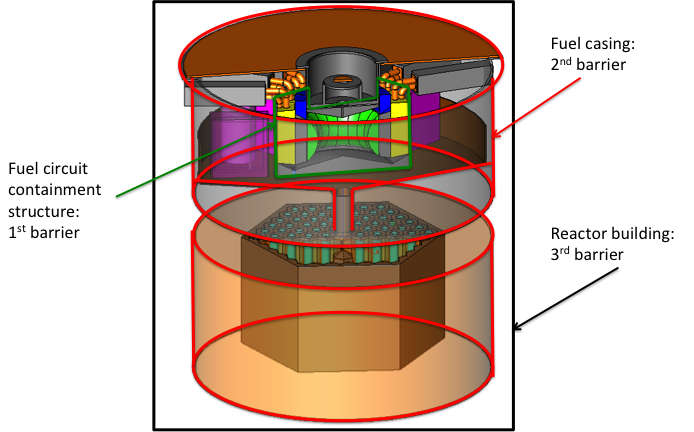 Fuel casing:
2nd barrier
Fuel circuit
containment
structure:
1st barrier
Reactor building:
3rd barrier